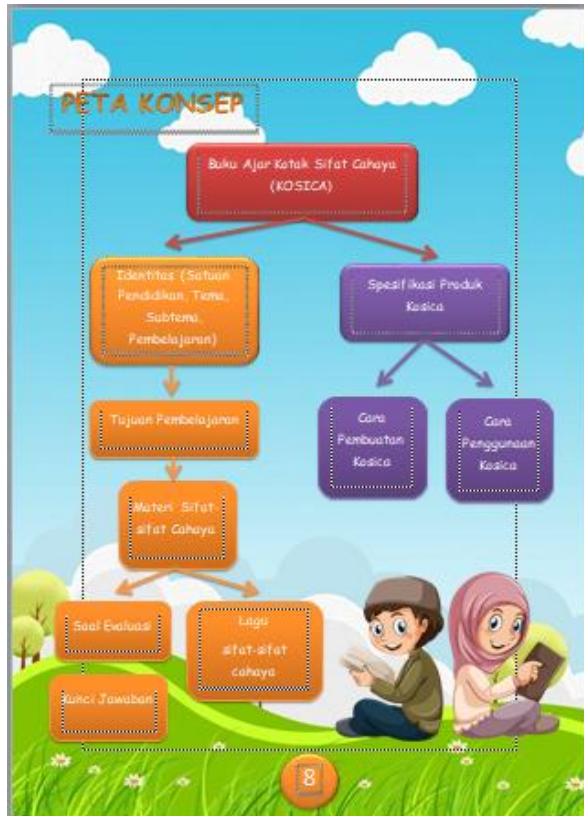 PETA KONSEP
Buku Ajar Kotak Sifat Cahaya
(KOSICA)
Identitas (Satuan
Pendidikan, Tema,
Subtema,
Pembelajaran)
Spesifikasi Produk
Kosica
Tujuan Pembelajaran
Cara
Pembuatan
Kosica
Cara
Penggunaan
Kosica
Materi Sifat-
sifat Cahaya
Soal Evaluasi
Lagu
sifat-sifat
cahaya
Kunci Jawaban
8